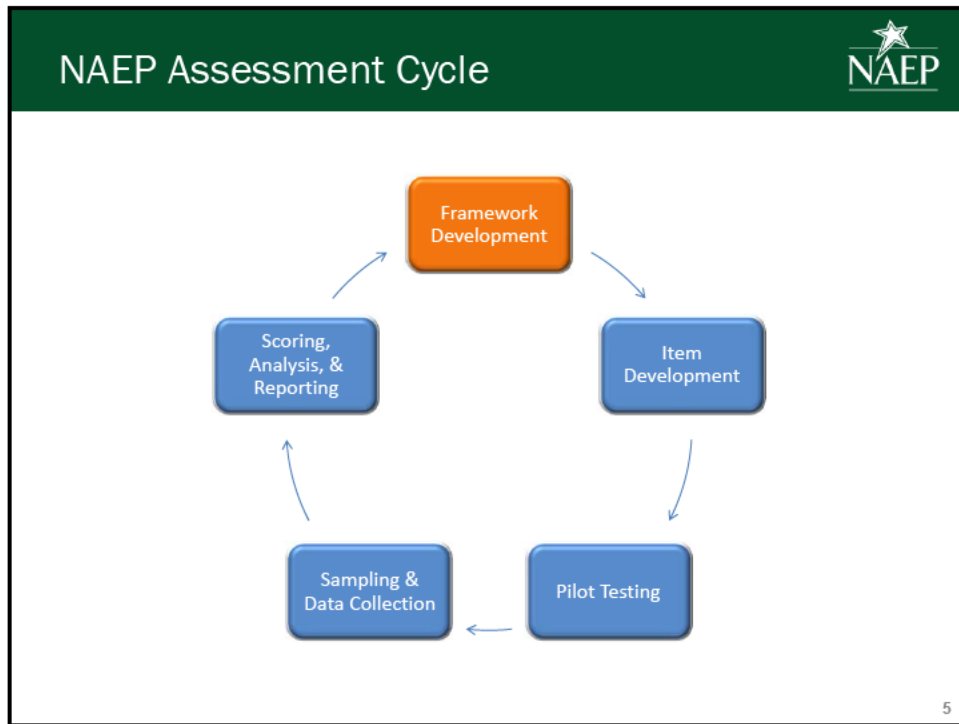 NAEP Assessment Cycle
NAEP
Framework
Development
Item
Development
Pilot Testing
Sampling &
Data Collection
Scoring,
Analysis, &
Reporting
5